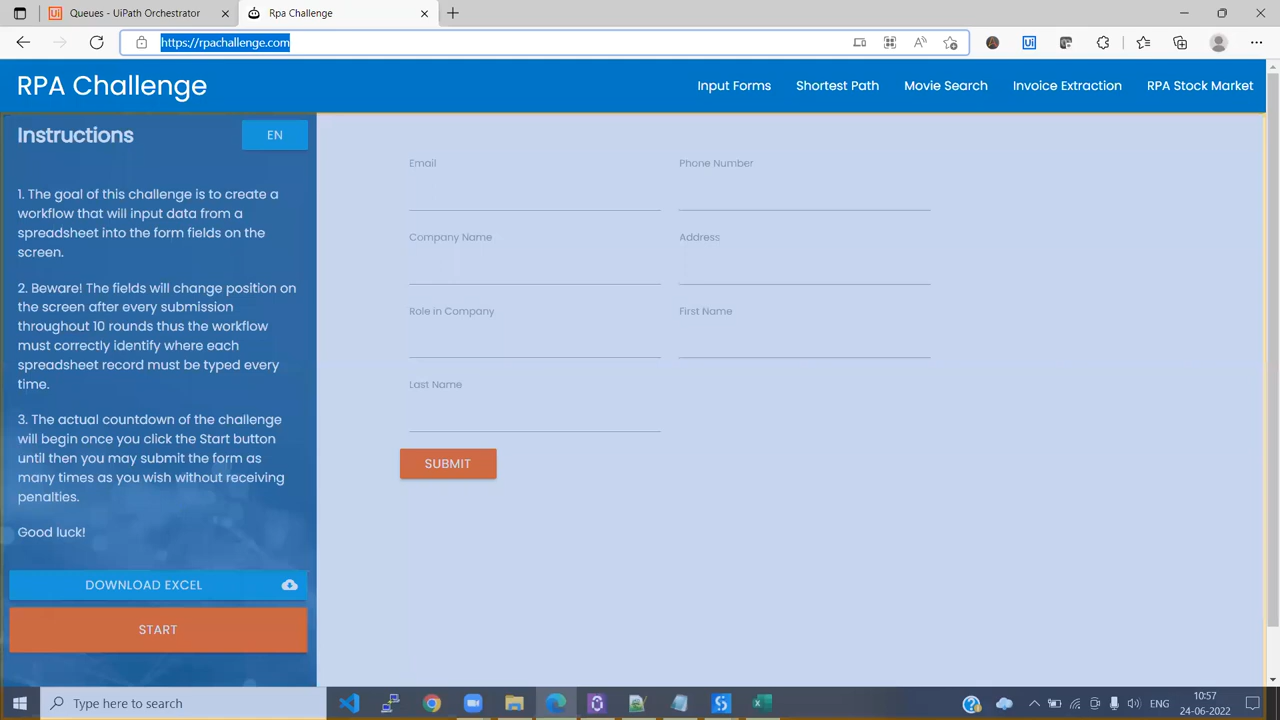 Queues - UiPath Orchestrator
Rpa Challenge
https://rpachallenge.com
RPA Challenge
Input Forms
Shortest Path
Movie Search
Invoice Extraction
RPA Stock Market
Instructions
EN
1. The goal of this challenge is to create a
workflow that will input data from a
spreadsheet into the form fields on the
screen.
2. Beware! The fields will change position on
the screen after every submission
throughout 10 rounds thus the workflow
must correctly identify where each
spreadsheet record must be typed every
time.
3. The actual countdown of the challenge
will begin once you click the Start button
until then you may submit the form as
many times as you wish without receiving
penalties.
Good luck!
DOWNLOAD EXCEL
START
Email
Phone Number
Company Name
Address
Role in Company
First Name
Last Name
SUBMIT
Type here to search
ENG
10:57
24-06-2022